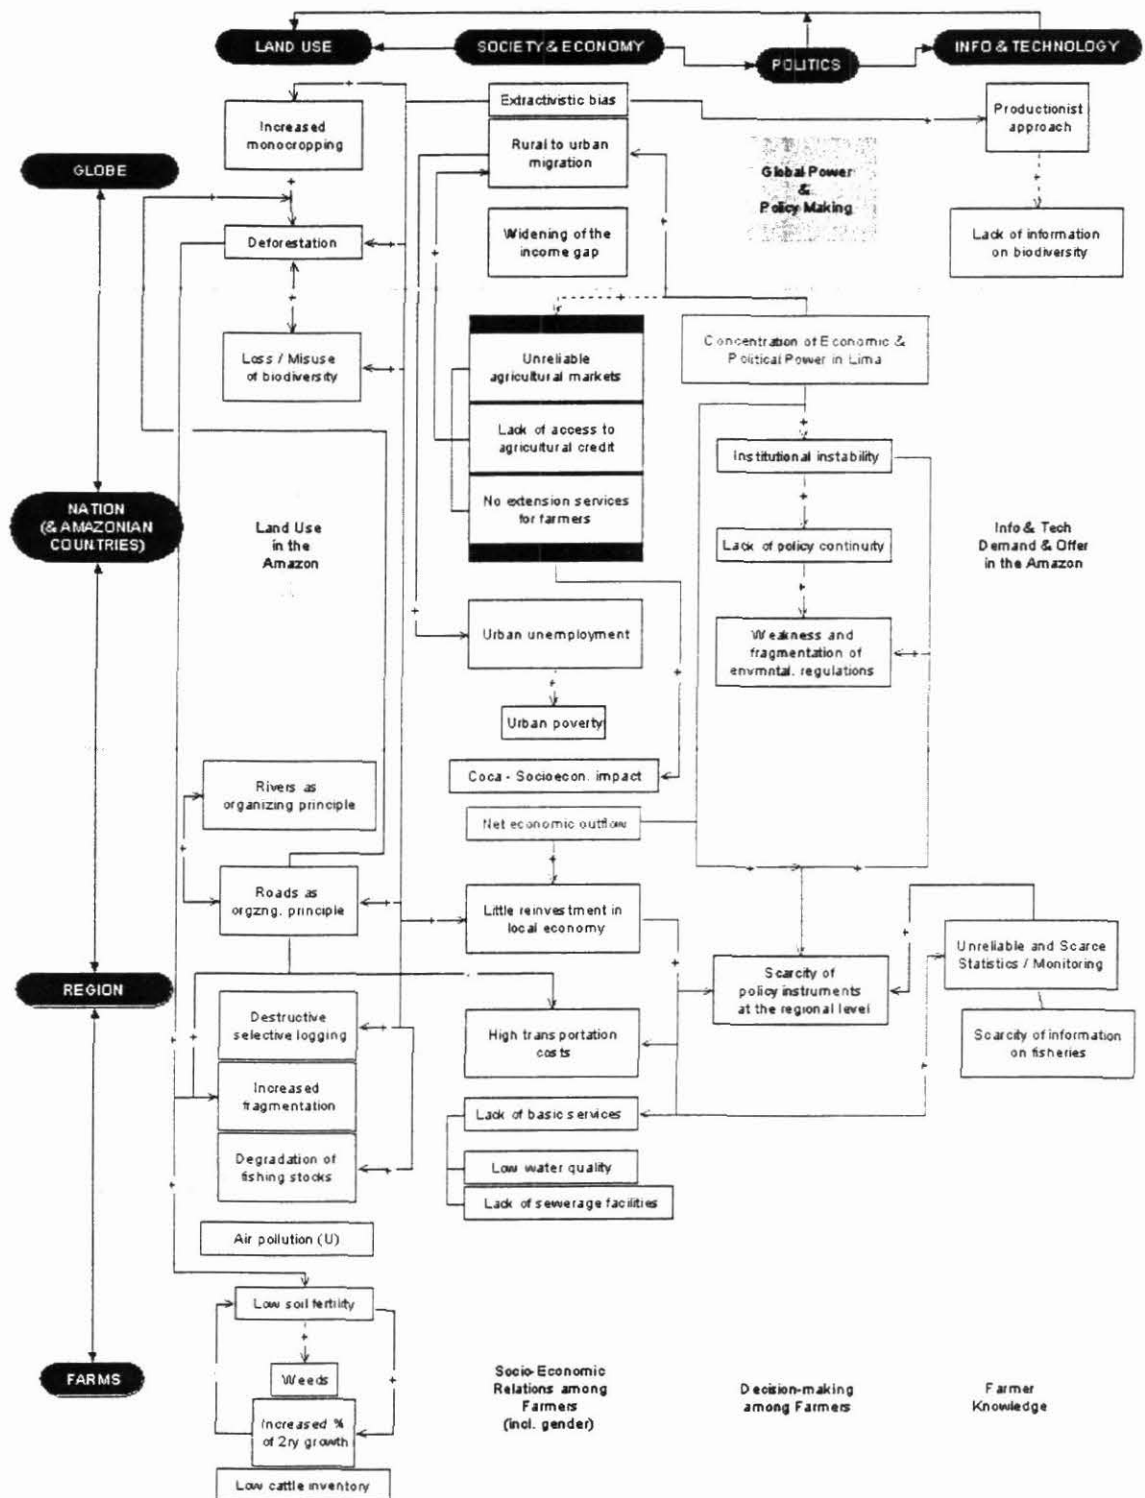 LAND USE
SOCIETY & ECONOMY
POLITICS
INFO & TECHNOLOGY
Extractivistic bias
Increased
monocropping
Rural to urban
migration
Productionist
approach
GLOBE
Global Power
&
Policy Making
Deforestation
Widening of the
income gap
Lack of information
on biodiversity
Loss / Misuse
of biodiversity
Unreliable
agricultural markets
Concentration of Economic &
Political Power in Lima
Lack of access to
agricultural credit
Institutional instability
NATION
(& AMAZONIAN
COUNTRIES)
Land Use
in the
Amazon
No extension services
for farmers
Lack of policy continuity
Info & Tech
Demand & Offer
in the Amazon
Urban unemployment
Weakness and
fragmentation of
envmntal. regulations
Urban poverty
Rivers as
organizing principle
Coca - Socioecon. impact
Net economic outflow
Roads as
orgzng. principle
Little reinvestment in
local economy
Unreliable and Scarce
Statistics / Monitoring
REGION
Scarcity of
policy instruments
at the regional level
Destructive
selective logging
High transportation
costs
Scarcity of information
on fisheries
Increased
fragmentation
Lack of basic services
Degradation of
fishing stocks
Low water quality
Lack of sewerage facilities
Air pollution (U)
Low soil fertility
FARMS
Weeds
Socio-Economic
Relations among
Farmers
(incl. gender)
Decision-making
among Farmers
Farmer
Knowledge
Increased %
of 2ry growth
Low cattle inventory